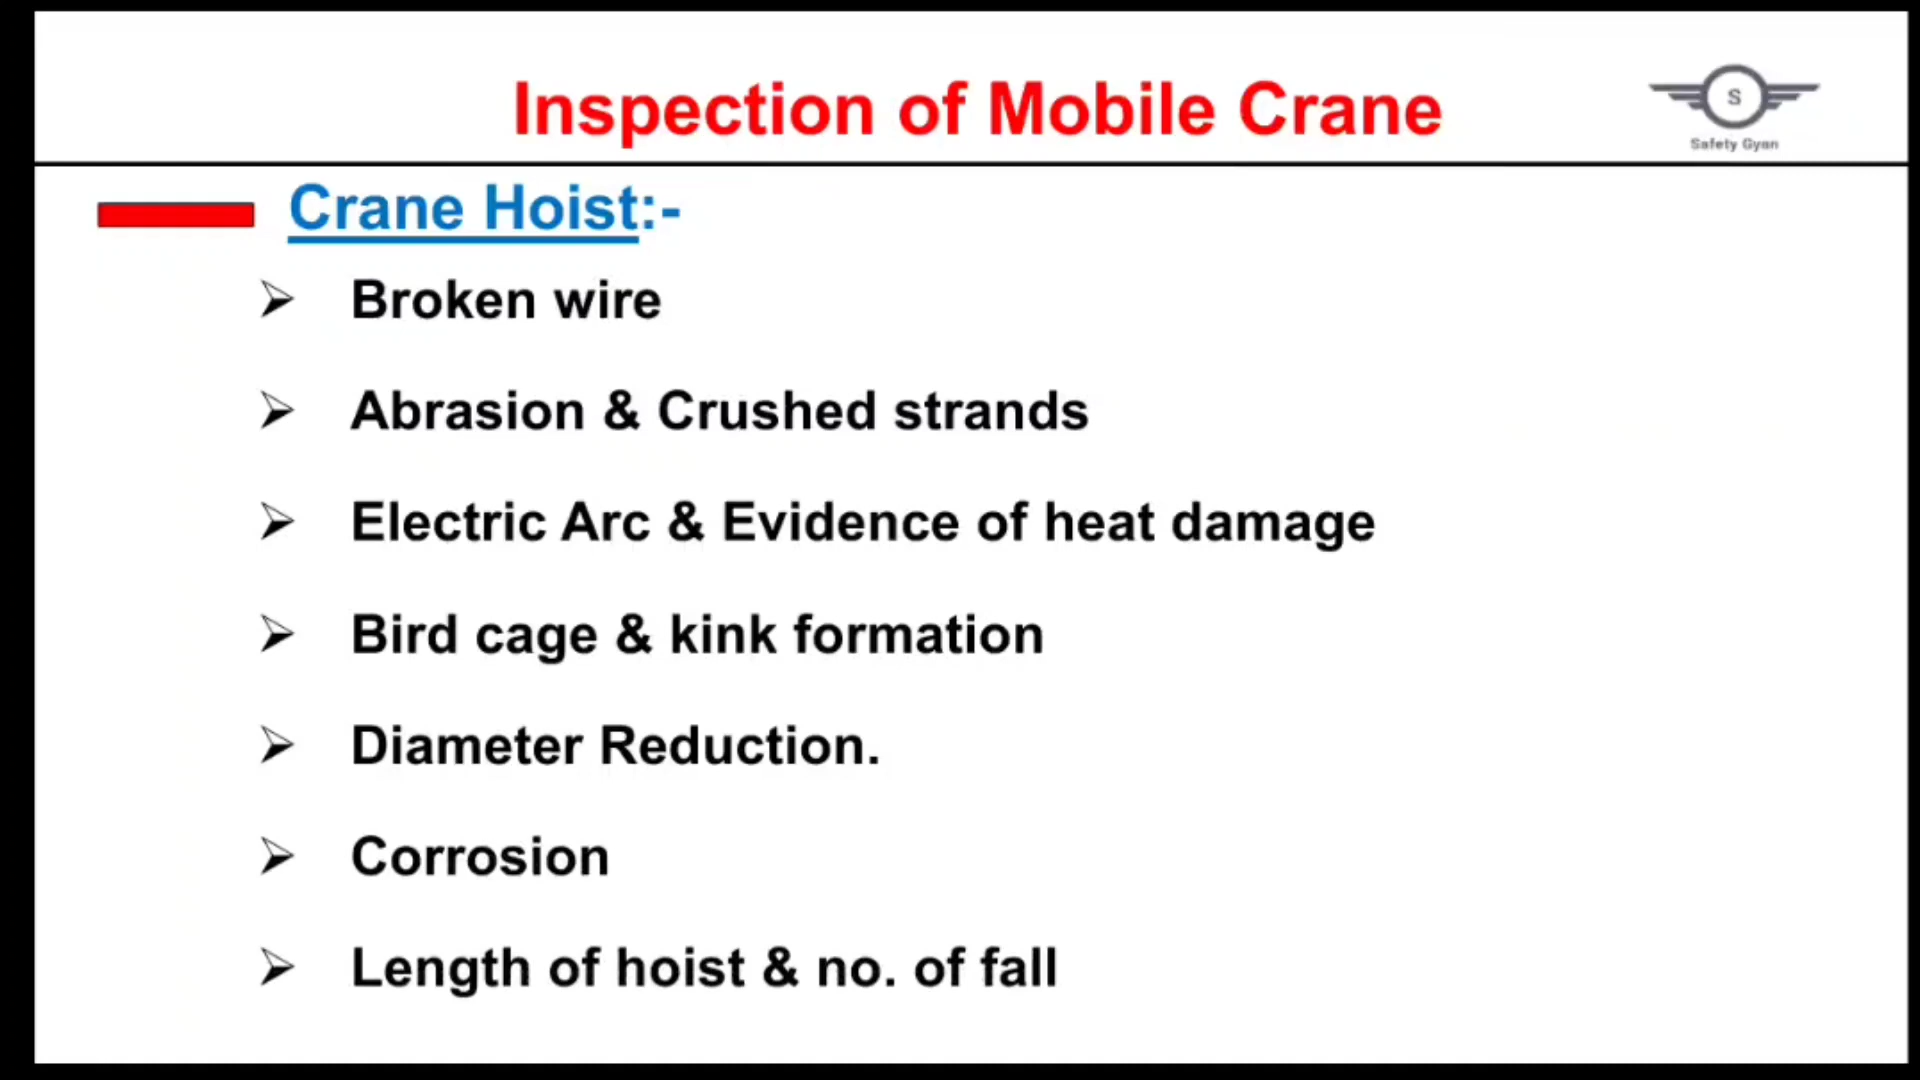 Inspection of Mobile Crane
S
Safety Gyan
Crane Hoist:-
➢ Broken wire
➢ Abrasion & Crushed strands
➢ Electric Arc & Evidence of heat damage
➢ Bird cage & kink formation
➢ Diameter Reduction.
➢ Corrosion
➢ Length of hoist & no. of fall